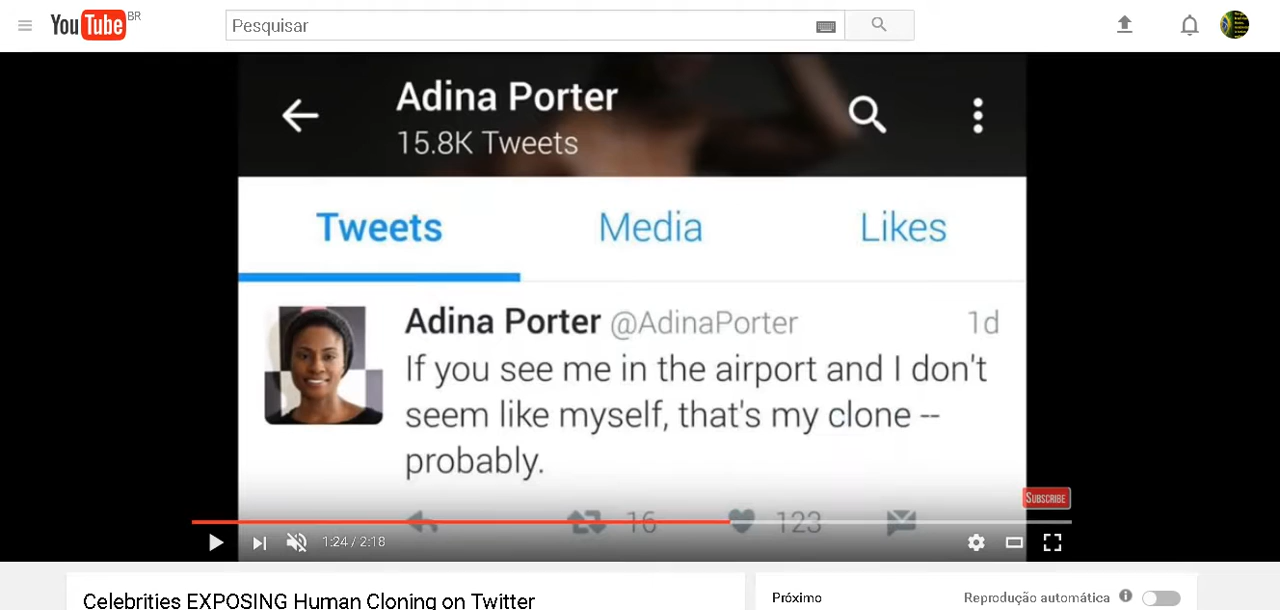 YouTube BR
Pesquisar
Adina Porter
15.8K Tweets
Tweets Media Likes
Adina Porter @AdinaPorter 1d
If you see me in the airport and I don't
seem like myself, that's my clone --
probably.
16 123
SUBSCRIBE
1:24 / 2:18
Celebrities EXPOSING Human Cloning on Twitter
Próximo Reprodução automática